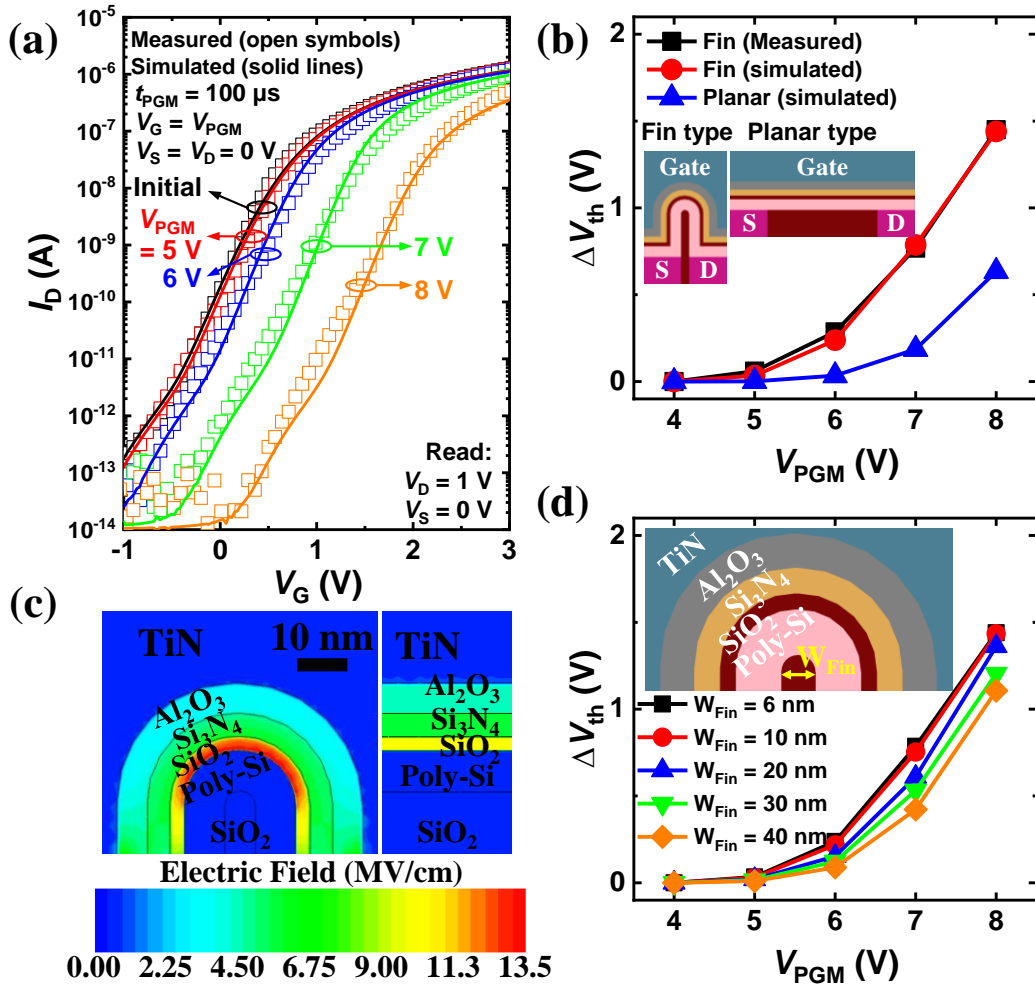 (a)
10⁻⁵
10⁻⁶
10⁻⁷
10⁻⁸
10⁻⁹
10⁻¹⁰
10⁻¹¹
10⁻¹²
10⁻¹³
10⁻¹⁴
I_D (A)
Measured (open symbols)
Simulated (solid lines)
t_PGM = 100 µs
V_G = V_PGM
V_S = V_D = 0 V
Initial
V_PGM
= 5 V
6 V
7 V
8 V
Read:
V_D = 1 V
V_S = 0 V
-1 0 1 2 3
V_G (V)
(b)
2
1
0
ΔV_th (V)
Fin (Measured)
Fin (simulated)
Planar (simulated)
Fin type Planar type
Gate Gate
S D
S D
4 5 6 7 8
V_PGM (V)
(c)
TiN
10 nm
Al₂O₃
Si₃N₄
SiO₂
Poly-Si
SiO₂
Al₂O₃
Si₃N₄
SiO₂
Poly-Si
SiO₂
Electric Field (MV/cm)
0.00 2.25 4.50 6.75 9.00 11.3 13.5
(d)
2
1
0
ΔV_th (V)
TiN
Al₂O₃
Si₃N₄
SiO₂
Poly-Si
W_Fin
W_Fin = 6 nm
W_Fin = 10 nm
W_Fin = 20 nm
W_Fin = 30 nm
W_Fin = 40 nm
4 5 6 7 8
V_PGM (V)